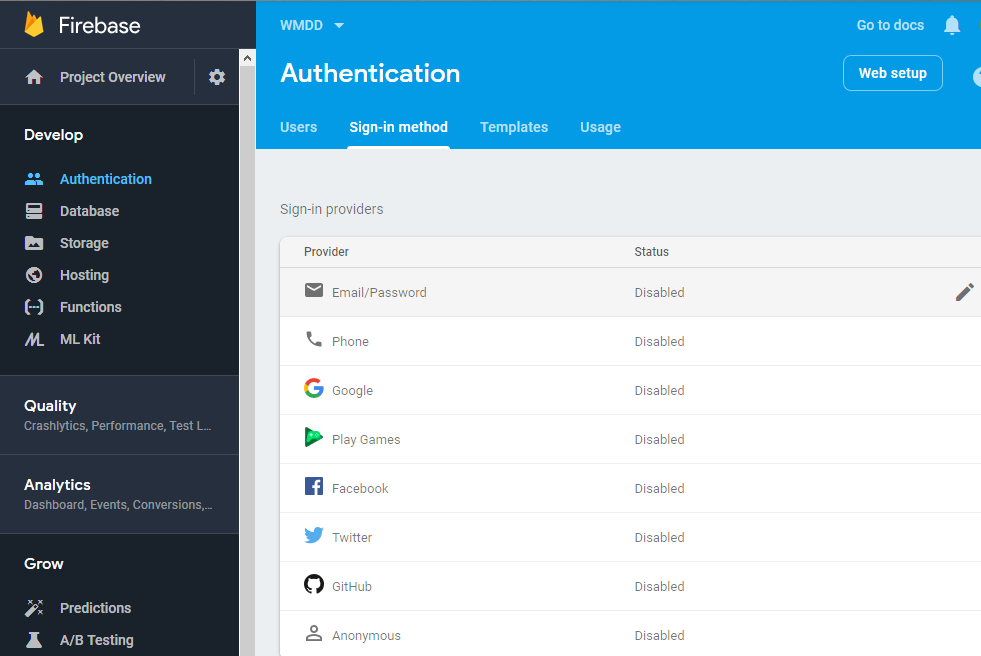 Firebase
Project Overview
Develop
Authentication
Database
Storage
Hosting
Functions
ML Kit
Quality
Crashlytics, Performance, Test L...
Analytics
Dashboard, Events, Conversions,...
Grow
Predictions
A/B Testing
WMDD
Go to docs
Authentication
Web setup
Users Sign-in method Templates Usage
Sign-in providers
Provider Status
Email/Password Disabled
Phone Disabled
Google Disabled
Play Games Disabled
Facebook Disabled
Twitter Disabled
GitHub Disabled
Anonymous Disabled